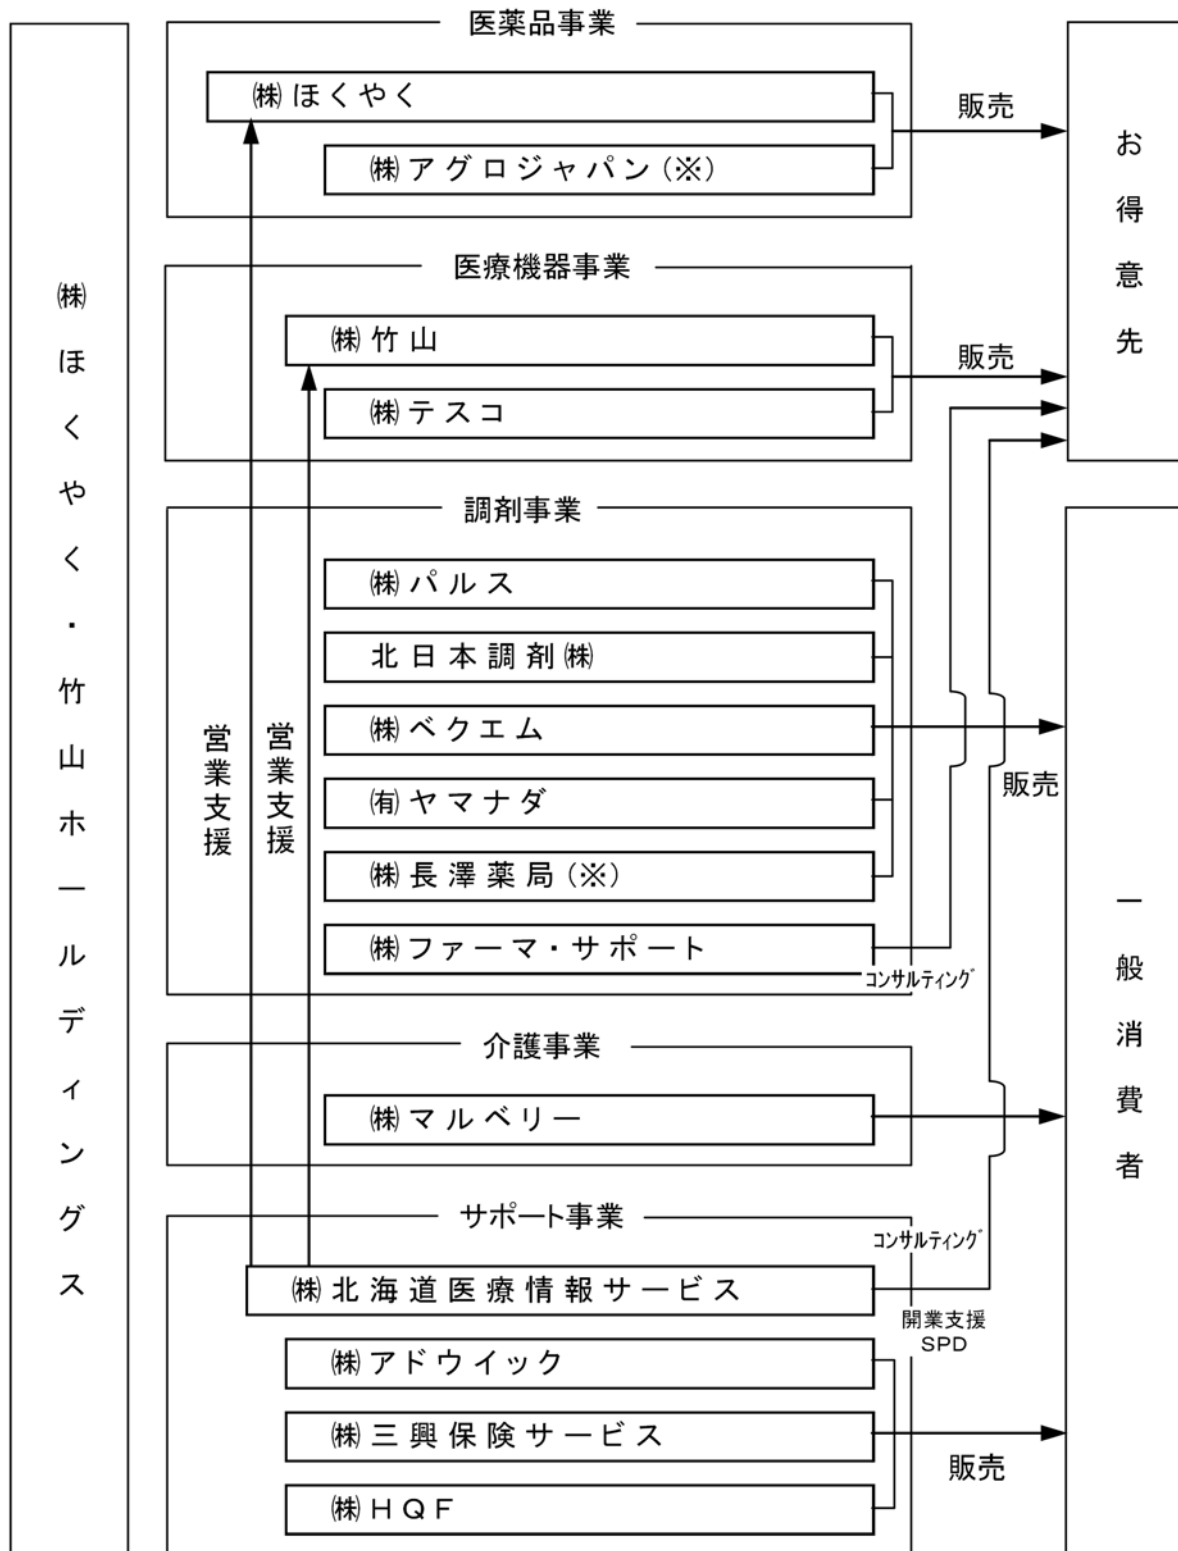 ㈱ほくやく・竹山ホールディングス
医薬品事業
㈱ほくやく
㈱アグロジャパン(※)
販売
お得意先
医療機器事業
㈱竹山
㈱テスコ
販売
調剤事業
㈱パルス
北日本調剤㈱
㈱ベクエム
㈲ヤマナダ
㈱長澤薬局(※)
㈱ファーマ・サポート
コンサルティング
販売
営業支援
営業支援
一般消費者
介護事業
㈱マルベリー
サポート事業
コンサルティング
㈱北海道医療情報サービス
開業支援
SPD
㈱アドウイック
㈱三興保険サービス
販売
㈱HQF